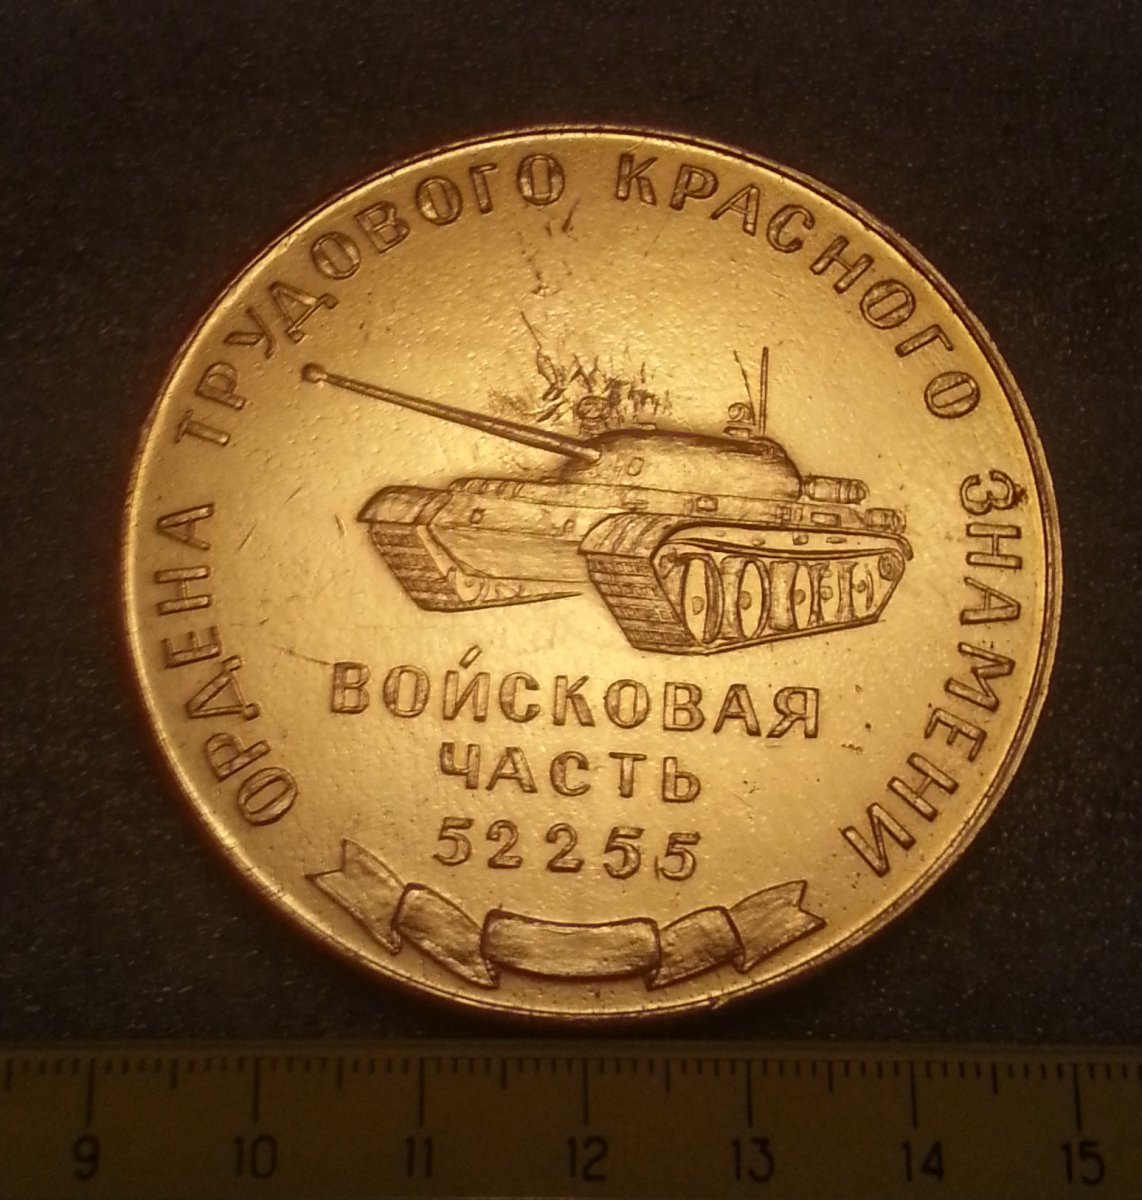 ОРДЕНА ТРУДОВОГО КРАСНОГО ЗНАМЕНИ
ВОЙСКОВАЯ
ЧАСТЬ
52255
9 10 11 12 13 14 15